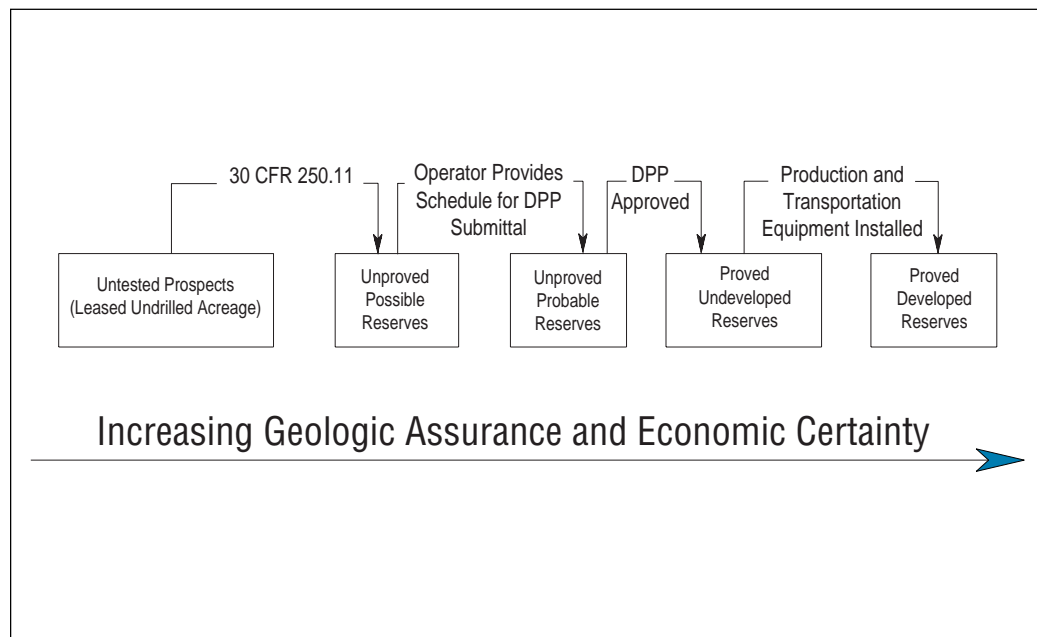 30 CFR 250.11
Operator Provides
Schedule for DPP
Submittal
DPP
Approved
Production and
Transportation
Equipment Installed
Untested Prospects
(Leased Undrilled Acreage)
Unproved
Possible
Reserves
Unproved
Probable
Reserves
Proved
Undeveloped
Reserves
Proved
Developed
Reserves
Increasing Geologic Assurance and Economic Certainty